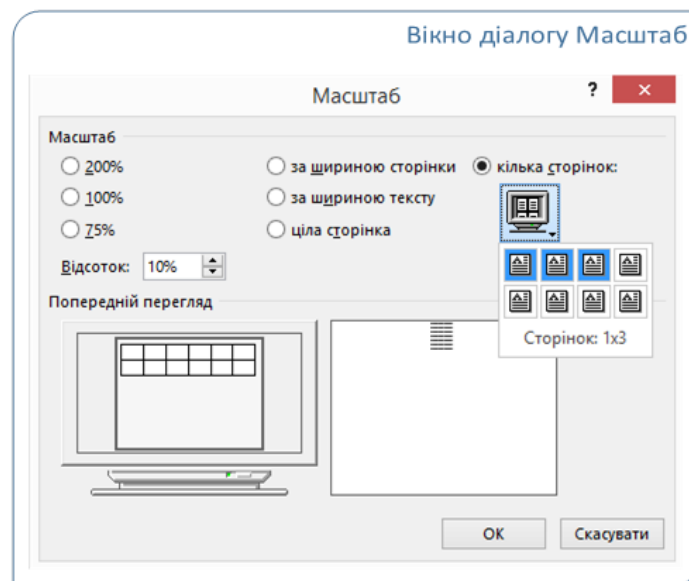 Вікно діалогу Масштаб
Масштаб ?
Масштаб
200% за шириною сторінки кілька сторінок:
100% за шириною тексту
75% ціла сторінка
Відсоток: 10%
Попередній перегляд
Сторінок: 1x3
ОК Скасувати